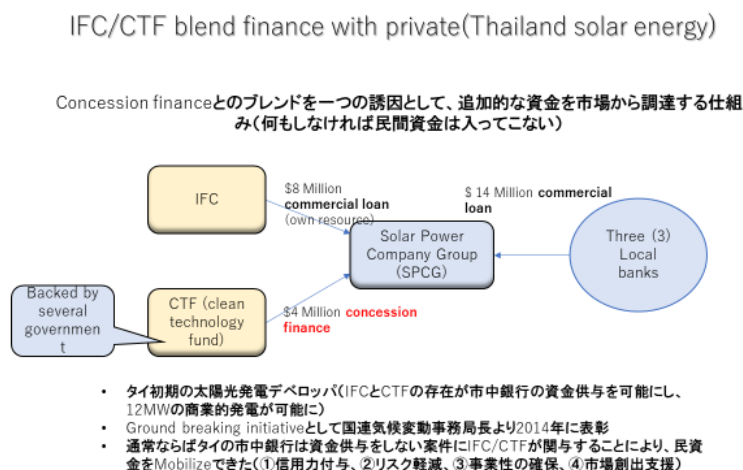 IFC/CTF blend finance with private(Thailand solar energy)
Concession financeとのブレンドを一つの誘因として、追加的な資金を市場から調達する仕組
み（何もしなければ民間資金は入ってこない）
IFC
$8 Million
commercial loan
(own resource)
$ 14 Million commercial
loan
Solar Power
Company Group
(SPCG)
Three (3)
Local
banks
Backed by
several
governmen
t
CTF (clean
technology
fund)
$4 Million concession
finance
• タイ初期の太陽光発電デベロッパ（IFCとCTFの存在が市中銀行の資金供与を可能にし、
12MWの商業的発電が可能に）
• Ground breaking initiativeとして国連気候変動事務局長より2014年に表彰
• 通常ならばタイの市中銀行は資金供与をしない案件にIFC/CTFが関与することにより、民資
金をMobilizeできた（①信用力付与、②リスク軽減、③事業性の確保、④市場創出支援）